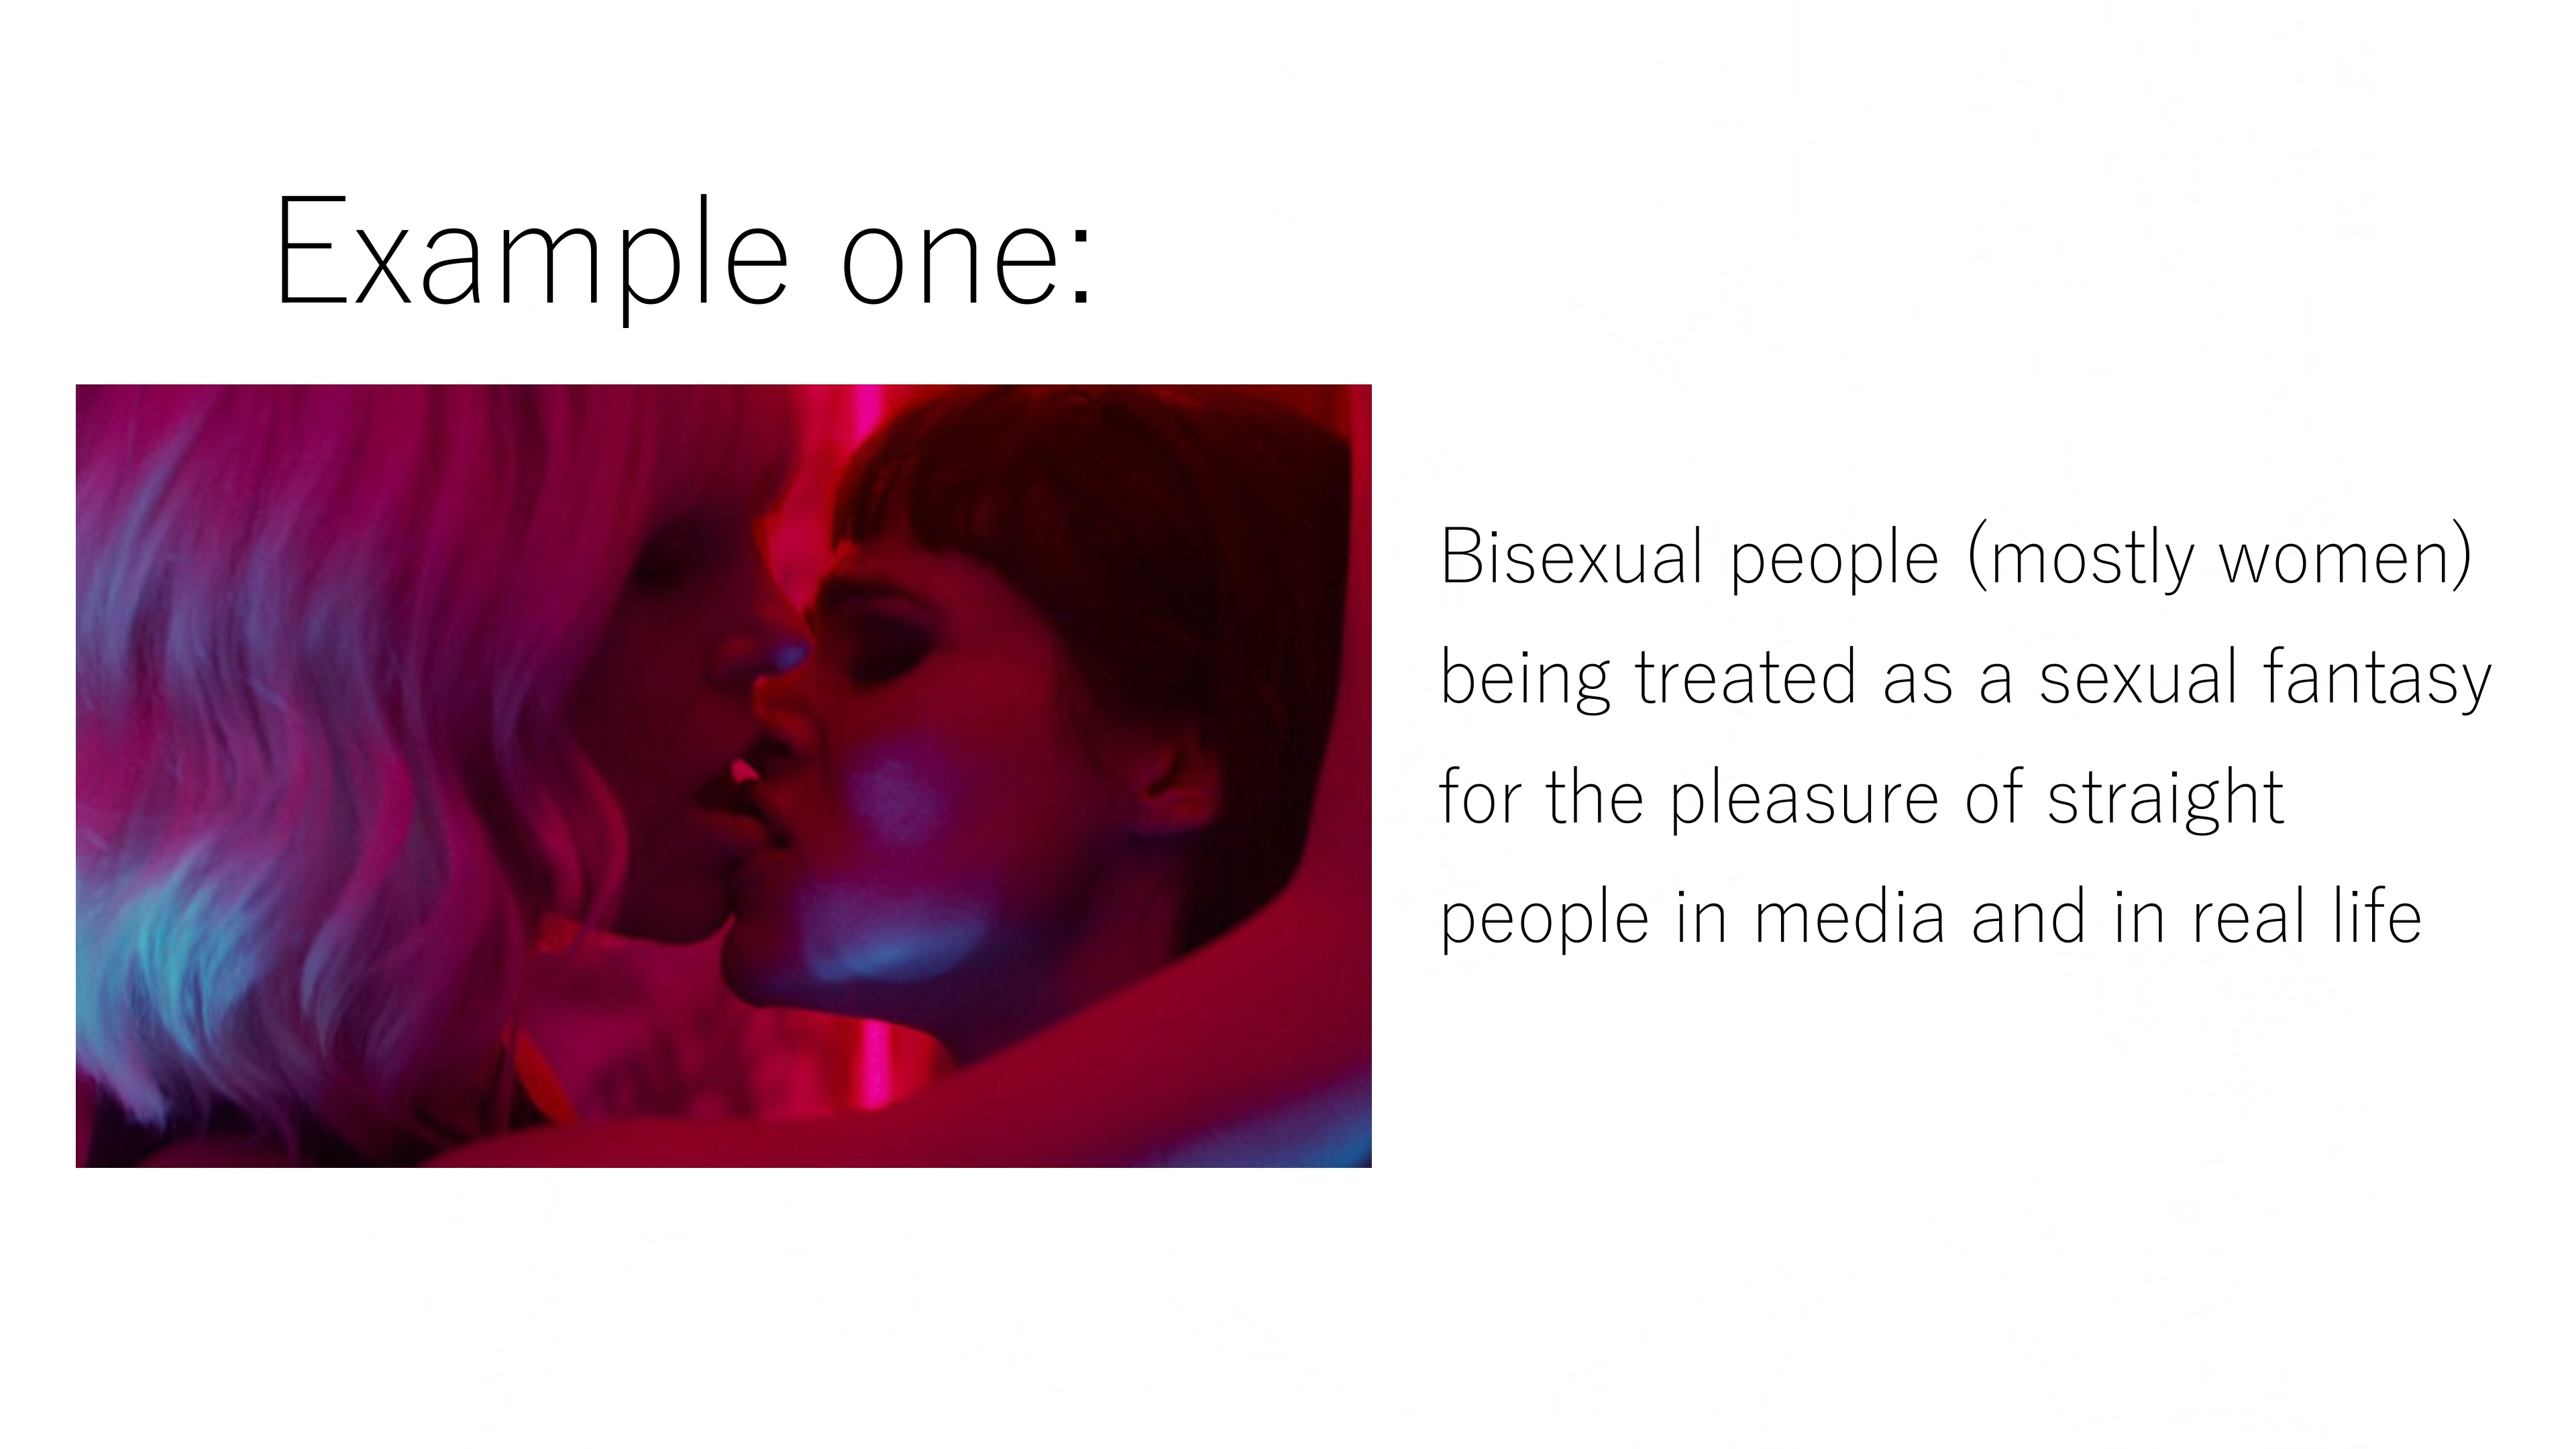 Example one:
Bisexual people (mostly women)
being treated as a sexual fantasy
for the pleasure of straight
people in media and in real life